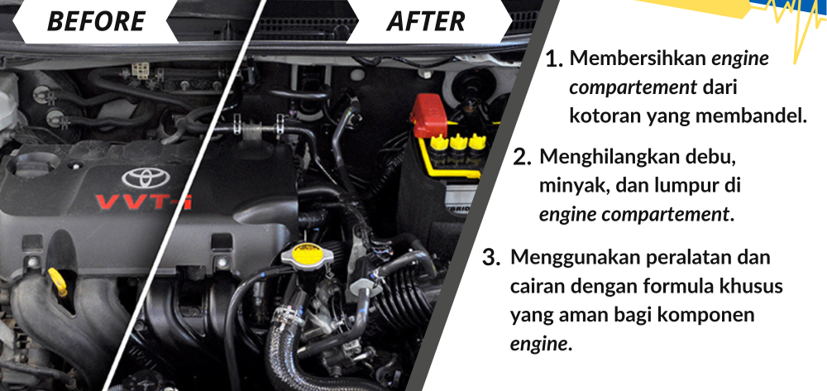 BEFORE
AFTER
VVT-i
1. Membersihkan engine
compartement dari
kotoran yang membandel.
2. Menghilangkan debu,
minyak, dan lumpur di
engine compartement.
3. Menggunakan peralatan dan
cairan dengan formula khusus
yang aman bagi komponen
engine.